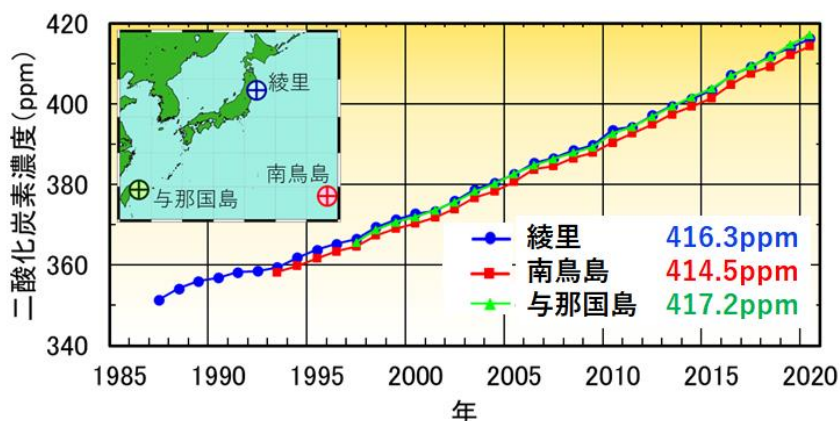 二酸化炭素濃度(ppm)
420
400
380
360
340
綾里
南鳥島
与那国島
綾里 416.3ppm
南鳥島 414.5ppm
与那国島 417.2ppm
1985 1990 1995 2000 2005 2010 2015 2020
年